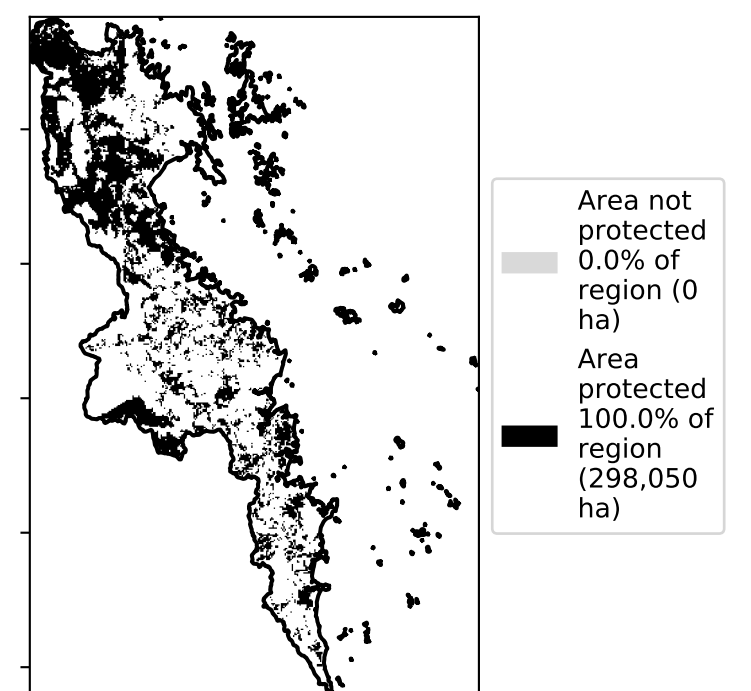 Area not
protected
0.0% of
region (0
ha)
Area
protected
100.0% of
region
(298,050
ha)